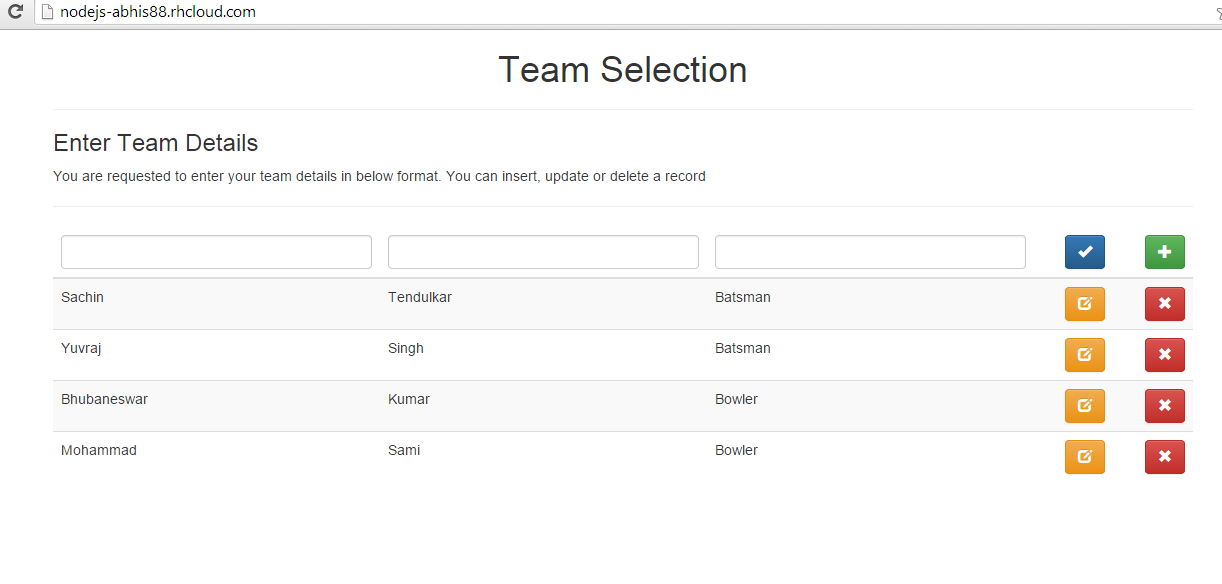 nodejs-abhis88.rhcloud.com
Team Selection
Enter Team Details
You are requested to enter your team details in below format. You can insert, update or delete a record
Sachin Tendulkar Batsman
Yuvraj Singh Batsman
Bhubaneswar Kumar Bowler
Mohammad Sami Bowler